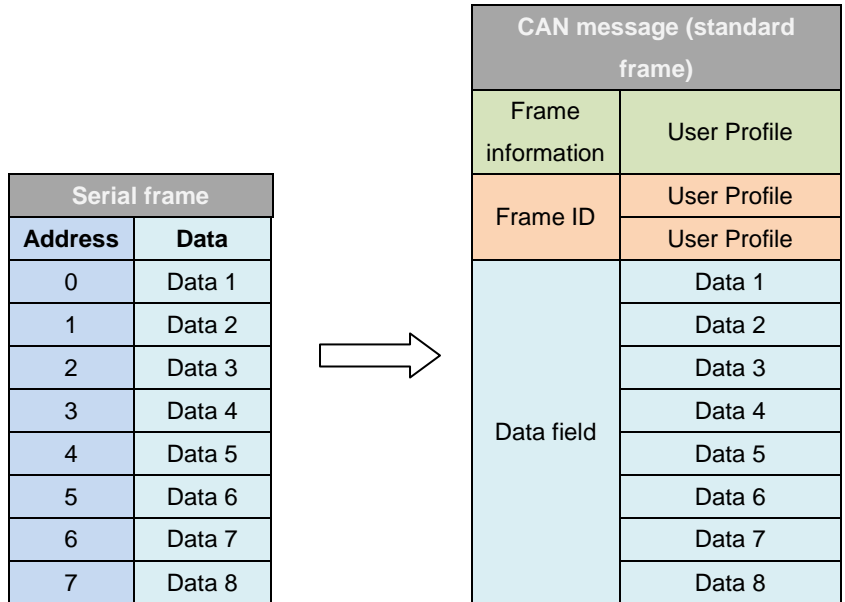 Serial frame
Address Data
0 Data 1
1 Data 2
2 Data 3
3 Data 4
4 Data 5
5 Data 6
6 Data 7
7 Data 8
CAN message (standard
frame)
Frame
information
User Profile
Frame ID
User Profile
User Profile
Data field
Data 1
Data 2
Data 3
Data 4
Data 5
Data 6
Data 7
Data 8